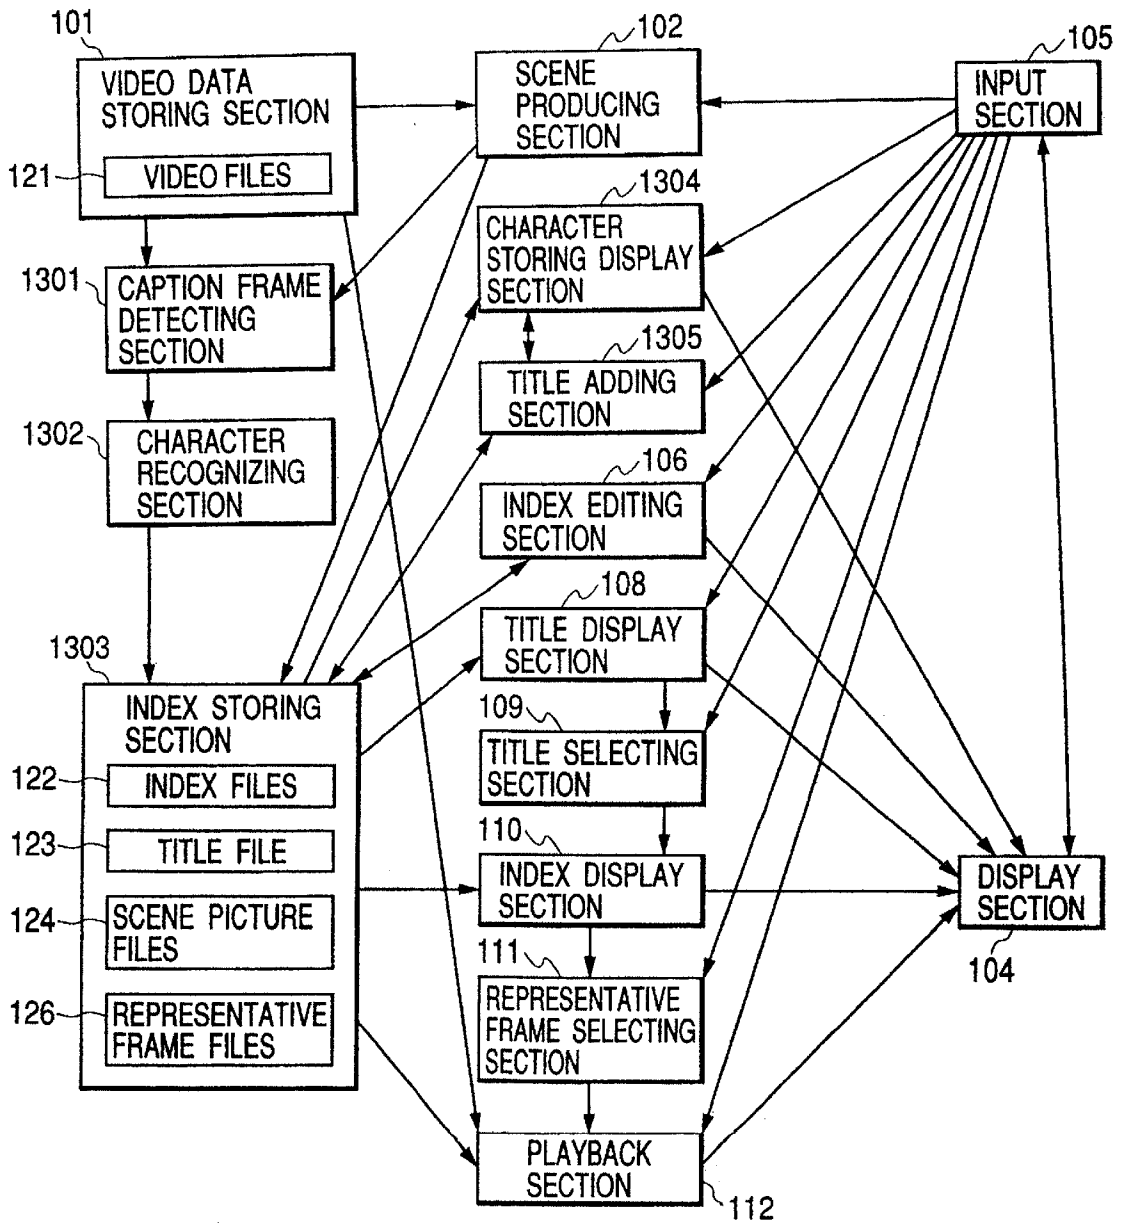 101
VIDEO DATA
STORING SECTION
121
VIDEO FILES
102
SCENE
PRODUCING
SECTION
105
INPUT
SECTION
1301
CAPTION FRAME
DETECTING
SECTION
1304
CHARACTER
STORING DISPLAY
SECTION
1305
TITLE ADDING
SECTION
1302
CHARACTER
RECOGNIZING
SECTION
106
INDEX EDITING
SECTION
108
TITLE DISPLAY
SECTION
1303
INDEX STORING
SECTION
122
INDEX FILES
123
TITLE FILE
124
SCENE PICTURE
FILES
126
REPRESENTATIVE
FRAME FILES
109
TITLE SELECTING
SECTION
110
INDEX DISPLAY
SECTION
DISPLAY
SECTION
104
111
REPRESENTATIVE
FRAME SELECTING
SECTION
PLAYBACK
SECTION
112